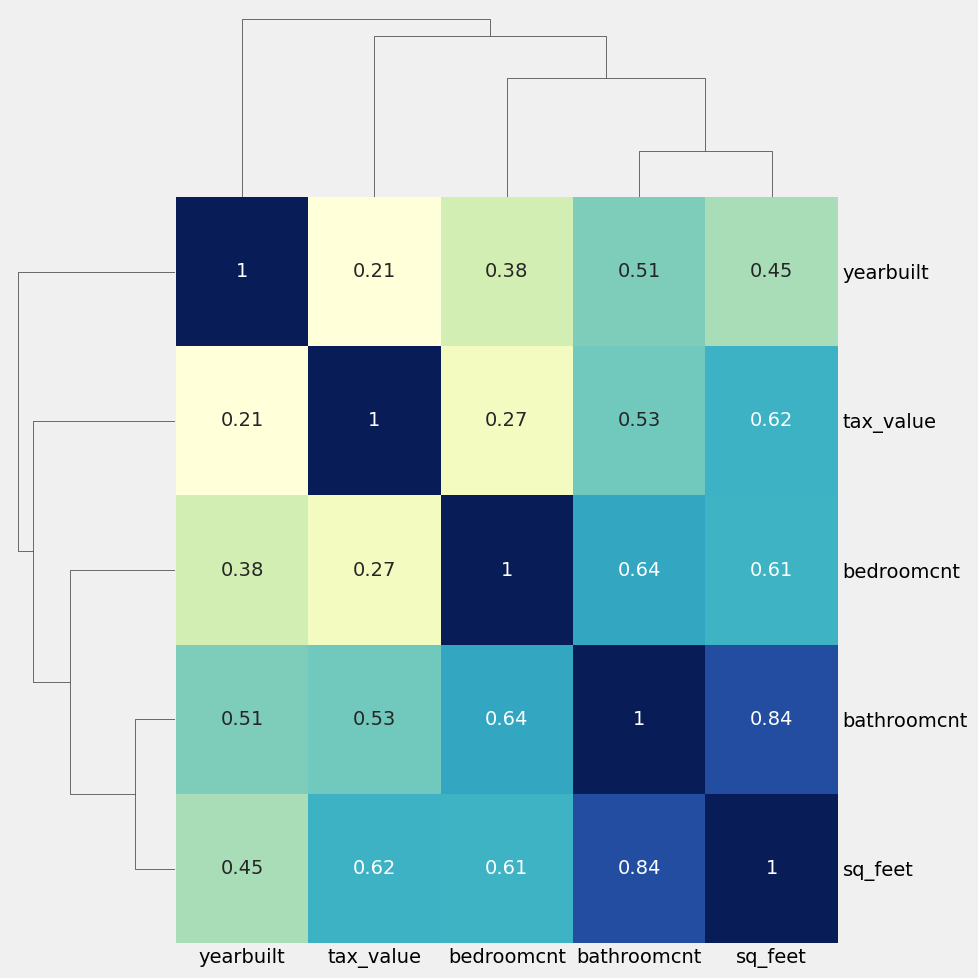 1 0.21 0.38 0.51 0.45 yearbuilt
0.21 1 0.27 0.53 0.62 tax_value
0.38 0.27 1 0.64 0.61 bedroomcnt
0.51 0.53 0.64 1 0.84 bathroomcnt
0.45 0.62 0.61 0.84 1 sq_feet
yearbuilt tax_value bedroomcnt bathroomcnt sq_feet